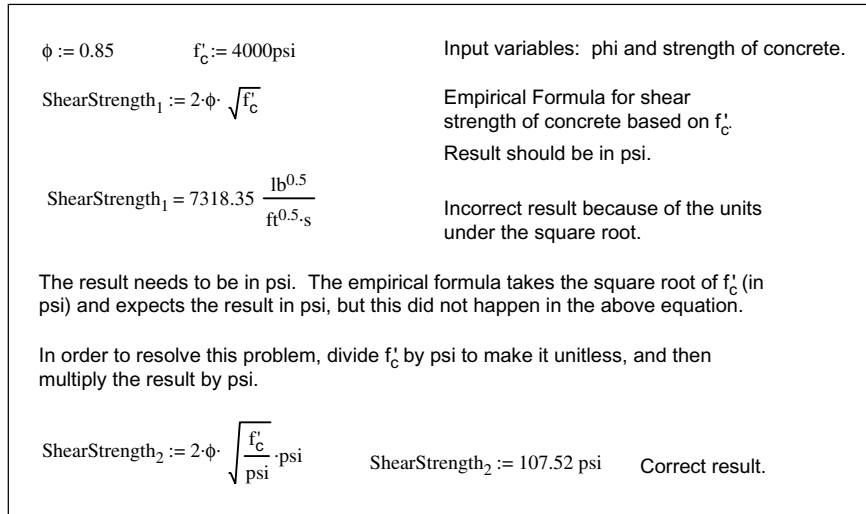 ϕ := 0.85 f'c := 4000psi Input variables: phi and strength of concrete.
ShearStrength₁ := 2·ϕ· √f'c Empirical Formula for shear
strength of concrete based on f'c.
Result should be in psi.
ShearStrength₁ = 7318.35 lb^0.5 / ft^0.5·s Incorrect result because of the units
under the square root.
The result needs to be in psi. The empirical formula takes the square root of f'c (in
psi) and expects the result in psi, but this did not happen in the above equation.
In order to resolve this problem, divide f'c by psi to make it unitless, and then
multiply the result by psi.
ShearStrength₂ := 2·ϕ· √(f'c / psi) ·psi ShearStrength₂ := 107.52 psi Correct result.